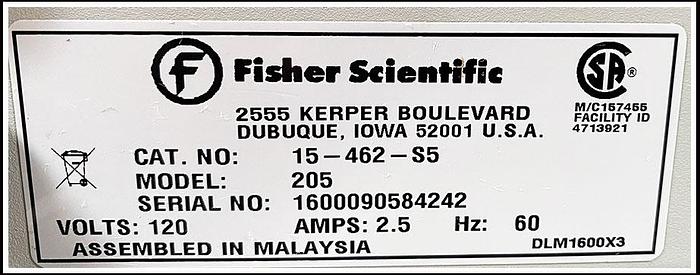 F Fisher Scientific
SA ®
2555 KERPER BOULEVARD
DUBUQUE, IOWA 52001 U.S.A.
M/C157455
FACILITY ID
4713921
CAT. NO: 15-462-S5
MODEL: 205
SERIAL NO: 1600090584242
VOLTS: 120 AMPS: 2.5 Hz: 60
ASSEMBLED IN MALAYSIA
DLM1600X3